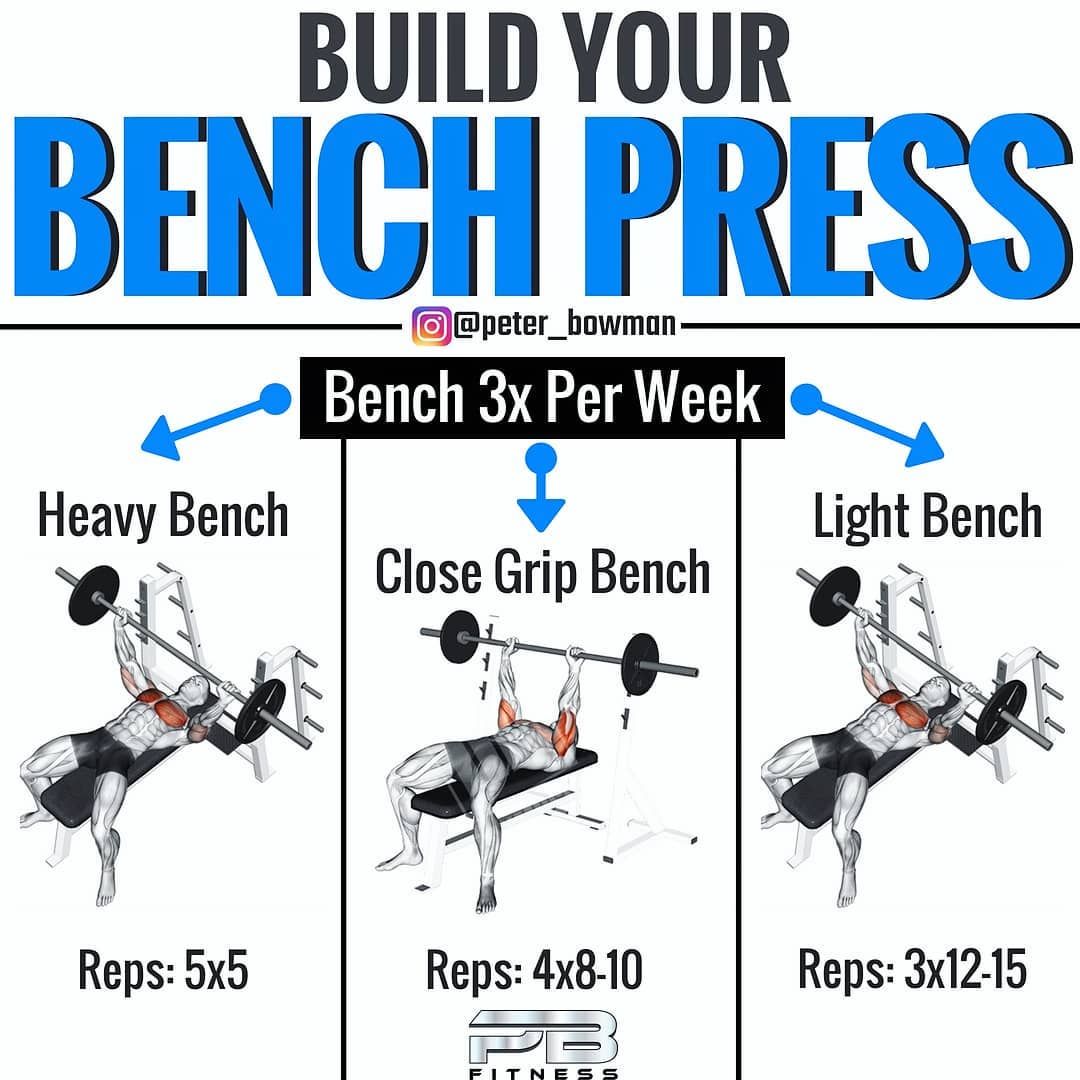 BUILD YOUR
BENCH PRESS
@peter_bowman
Bench 3x Per Week
Heavy Bench
Close Grip Bench
Light Bench
Reps: 5x5
Reps: 4x8-10
Reps: 3x12-15
PB
FITNESS